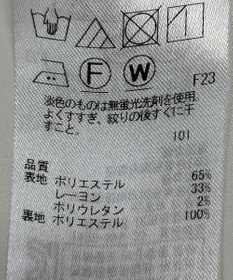 F W F23
淡色のものは無蛍光洗剤を使用
よくすすぎ、絞りの後すぐに干
すこと。
101
品質
表地 ポリエステル 65%
レーヨン 33%
ポリウレタン 2%
裏地 ポリエステル 100%